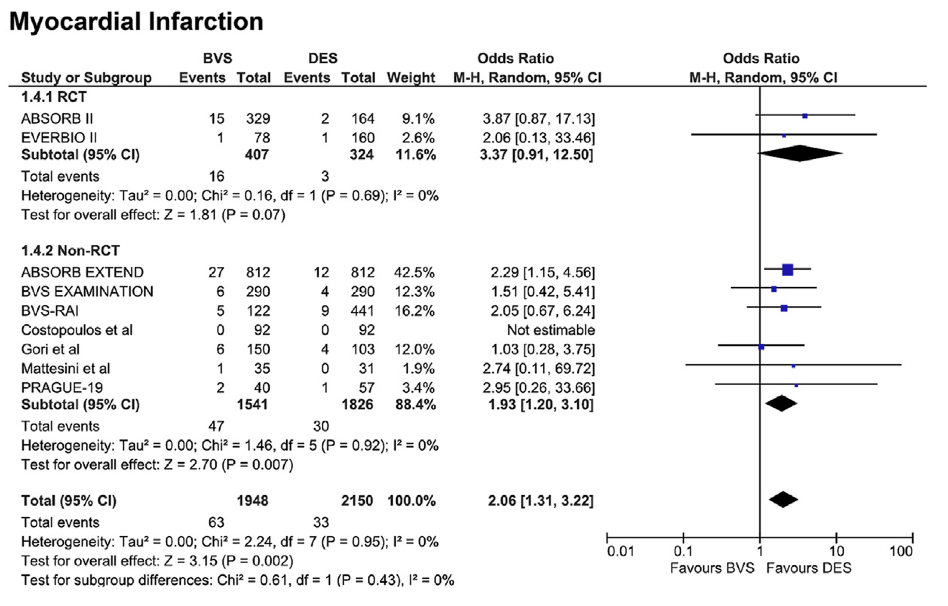 Myocardial Infarction
BVS DES Odds Ratio Odds Ratio
Study or Subgroup Events Total Events Total Weight M-H, Random, 95% CI M-H, Random, 95% CI
1.4.1 RCT
ABSORB II 15 329 2 164 9.1% 3.87 [0.87, 17.13]
EVERBIO II 1 78 1 160 2.6% 2.06 [0.13, 33.46]
Subtotal (95% CI) 407 324 11.6% 3.37 [0.91, 12.50]
Total events 16 3
Heterogeneity: Tau² = 0.00; Chi² = 0.16, df = 1 (P = 0.69); I² = 0%
Test for overall effect: Z = 1.81 (P = 0.07)
1.4.2 Non-RCT
ABSORB EXTEND 27 812 12 812 42.5% 2.29 [1.15, 4.56]
BVS EXAMINATION 6 290 4 290 12.3% 1.51 [0.42, 5.41]
BVS-RAI 5 122 9 441 16.2% 2.05 [0.67, 6.24]
Costopoulos et al 0 92 0 92 Not estimable
Gori et al 6 150 4 103 12.0% 1.03 [0.28, 3.75]
Mattesini et al 1 35 0 31 1.9% 2.74 [0.11, 69.72]
PRAGUE-19 2 40 1 57 3.4% 2.95 [0.26, 33.66]
Subtotal (95% CI) 1541 1826 88.4% 1.93 [1.20, 3.10]
Total events 47 30
Heterogeneity: Tau² = 0.00; Chi² = 1.46, df = 5 (P = 0.92); I² = 0%
Test for overall effect: Z = 2.70 (P = 0.007)
Total (95% CI) 1948 2150 100.0% 2.06 [1.31, 3.22]
Total events 63 33
Heterogeneity: Tau² = 0.00; Chi² = 2.24, df = 7 (P = 0.95); I² = 0%
Test for overall effect: Z = 3.15 (P = 0.002)
Test for subgroup differences: Chi² = 0.61, df = 1 (P = 0.43), I² = 0%
0.01 0.1 1 10 100
Favours BVS Favours DES